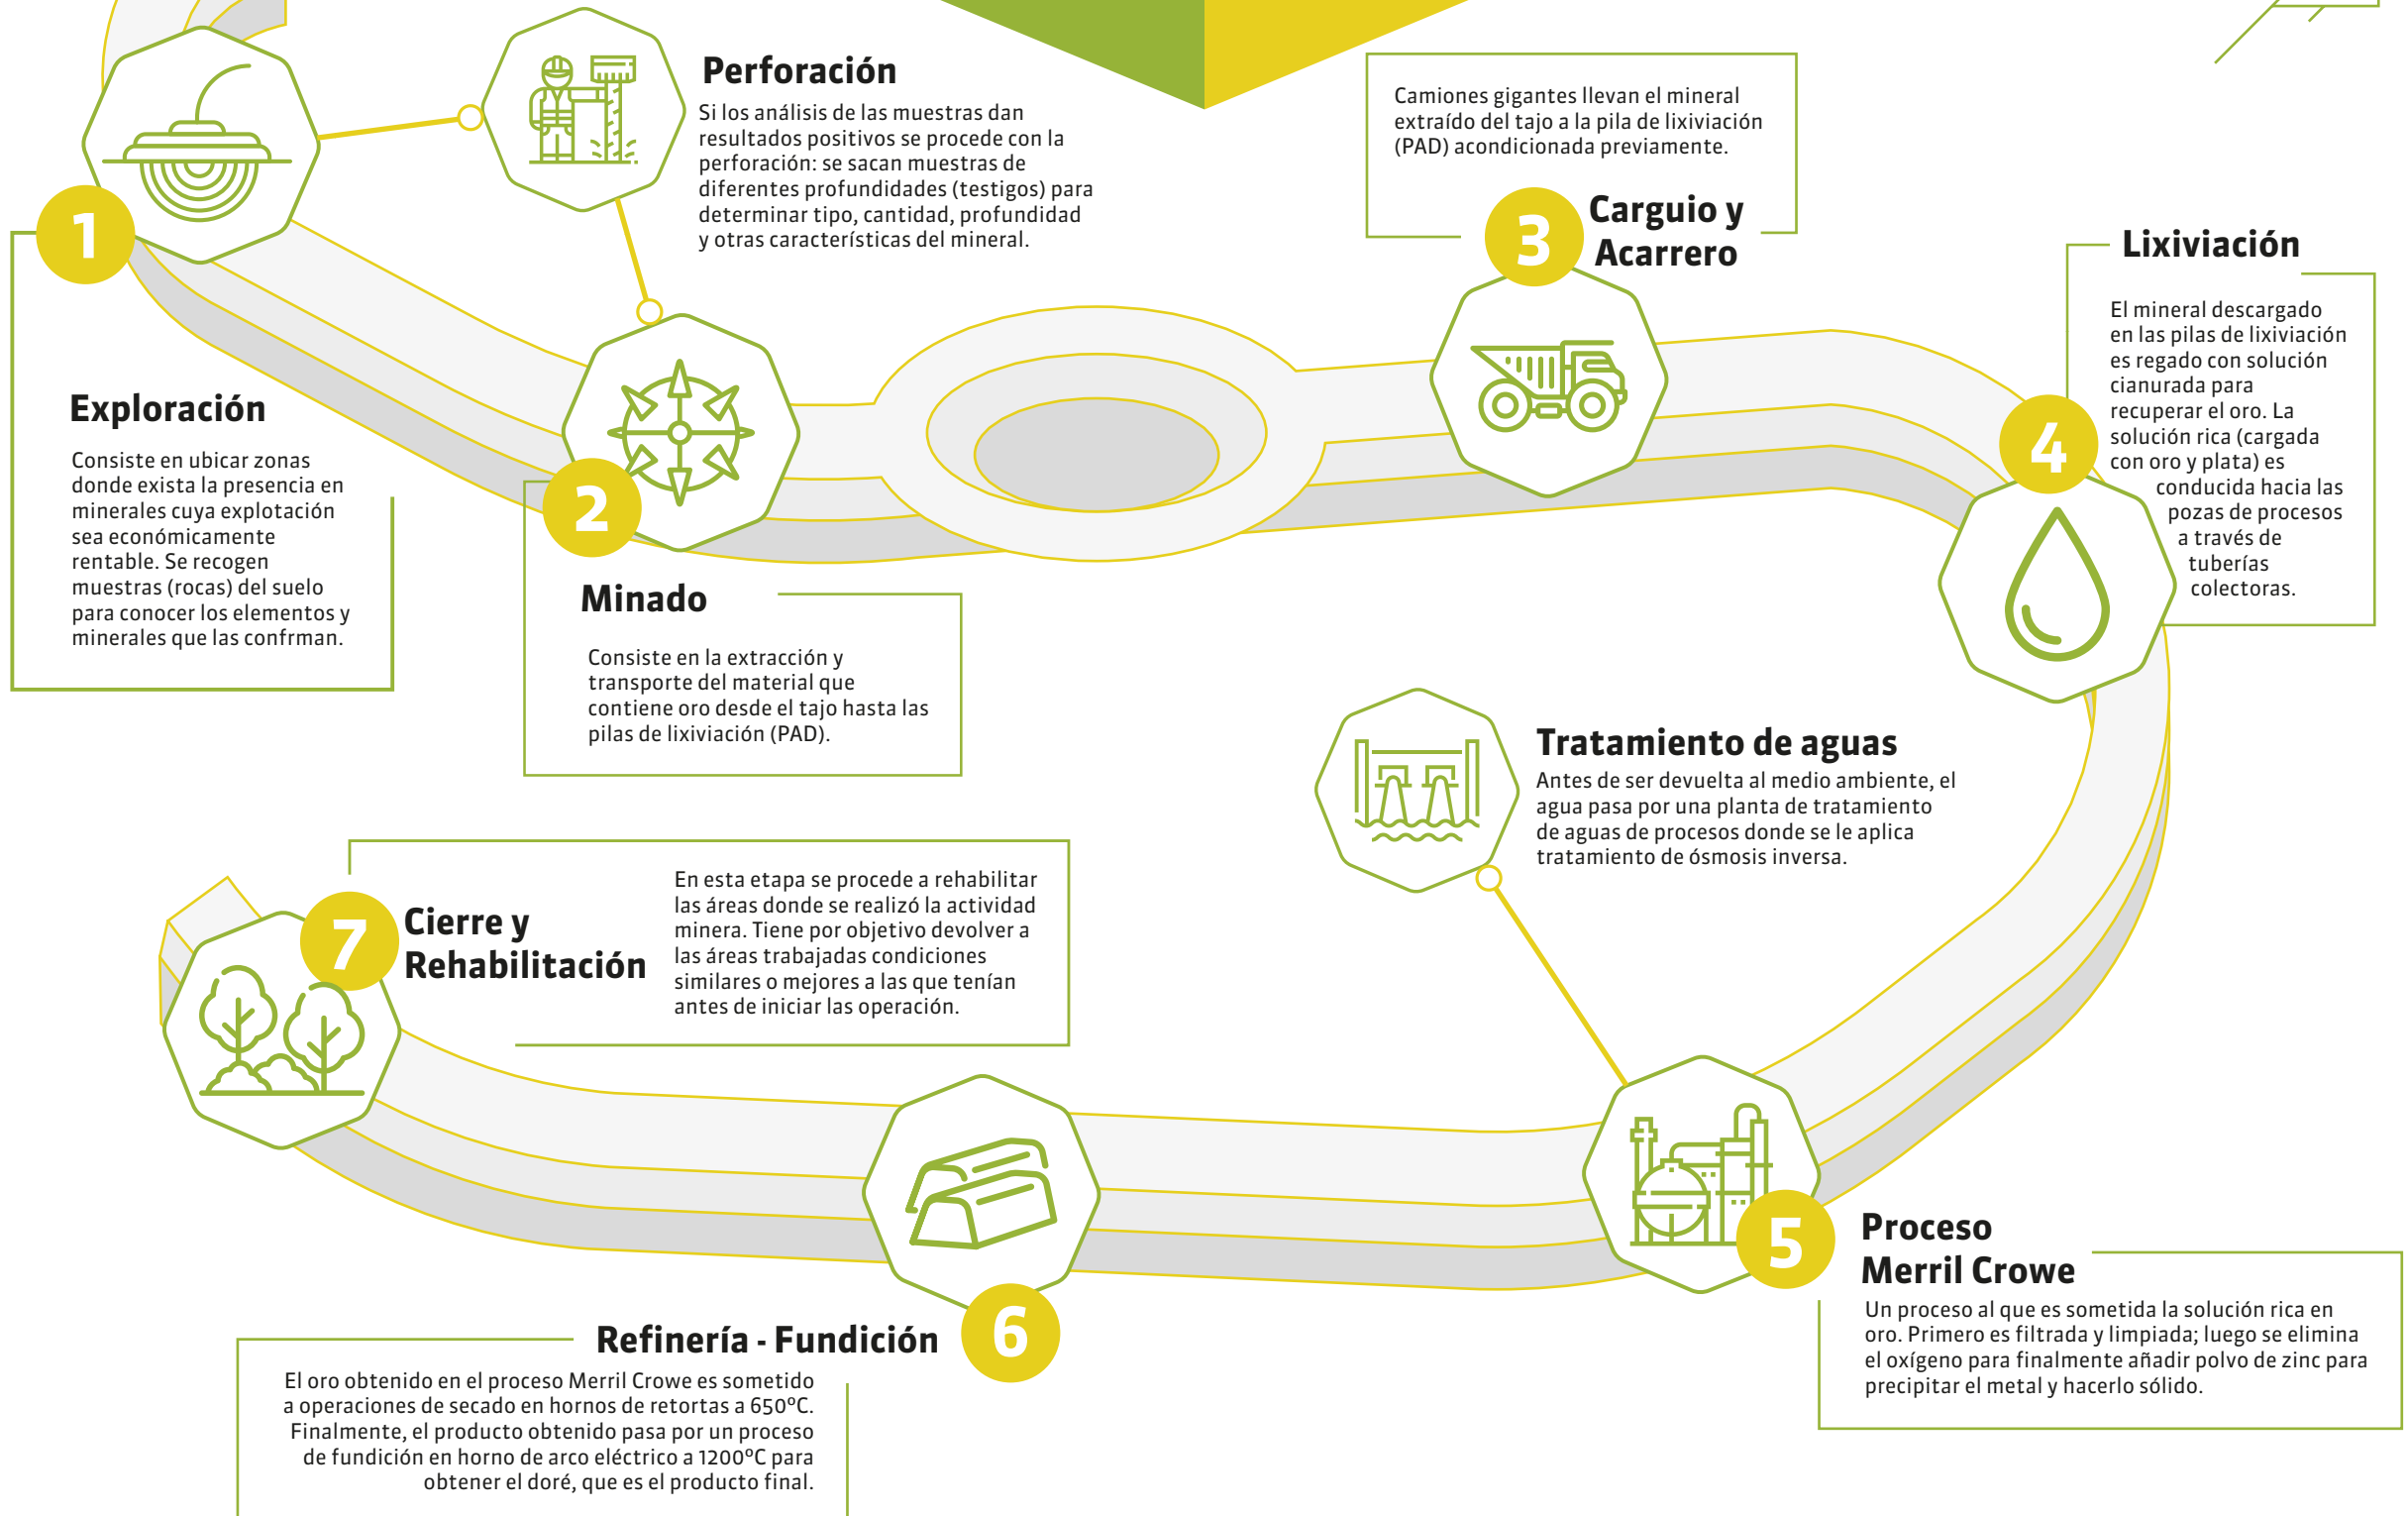 1
Exploración
Consiste en ubicar zonas
donde exista la presencia en
minerales cuya explotación
sea económicamente
rentable. Se recogen
muestras (rocas) del suelo
para conocer los elementos y
minerales que las confrman.
Perforación
Si los análisis de las muestras dan
resultados positivos se procede con la
perforación: se sacan muestras de
diferentes profundidades (testigos) para
determinar tipo, cantidad, profundidad
y otras características del mineral.
2
Minado
Consiste en la extracción y
transporte del material que
contiene oro desde el tajo hasta las
pilas de lixiviación (PAD).
Camiones gigantes llevan el mineral
extraído del tajo a la pila de lixiviación
(PAD) acondicionada previamente.
3
Carguio y
Acarrero
4
Lixiviación
El mineral descargado
en las pilas de lixiviación
es regado con solución
cianurada para
recuperar el oro. La
solución rica (cargada
con oro y plata) es
conducida hacia las
pozas de procesos
a través de
tuberías
colectoras.
Tratamiento de aguas
Antes de ser devuelta al medio ambiente, el
agua pasa por una planta de tratamiento
de aguas de procesos donde se le aplica
tratamiento de ósmosis inversa.
5
Proceso
Merril Crowe
Un proceso al que es sometida la solución rica en
oro. Primero es filtrada y limpiada; luego se elimina
el oxígeno para finalmente añadir polvo de zinc para
precipitar el metal y hacerlo sólido.
6
Refinería - Fundición
El oro obtenido en el proceso Merril Crowe es sometido
a operaciones de secado en hornos de retortas a 650ºC.
Finalmente, el producto obtenido pasa por un proceso
de fundición en horno de arco eléctrico a 1200ºC para
obtener el doré, que es el producto final.
7
Cierre y
Rehabilitación
En esta etapa se procede a rehabilitar
las áreas donde se realizó la actividad
minera. Tiene por objetivo devolver a
las áreas trabajadas condiciones
similares o mejores a las que tenían
antes de iniciar las operación.